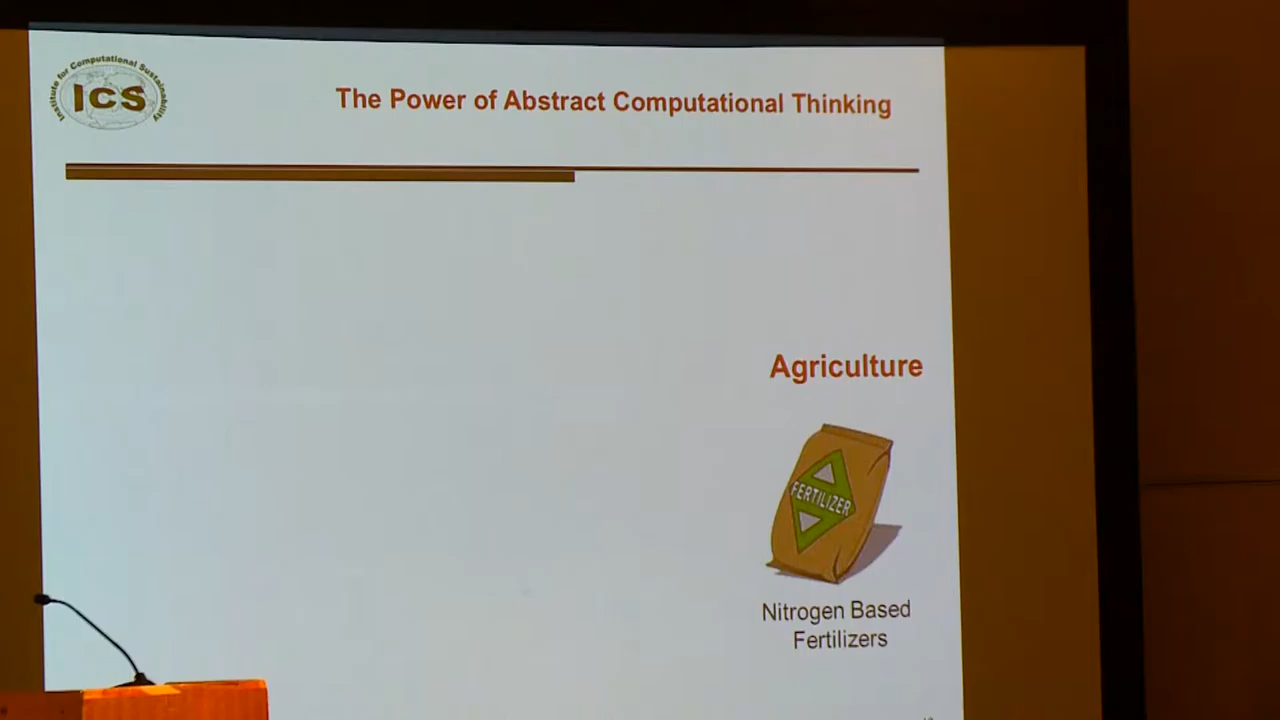 Institute for Computational Sustainability
ICS
The Power of Abstract Computational Thinking
Agriculture
FERTILIZER
Nitrogen Based
Fertilizers